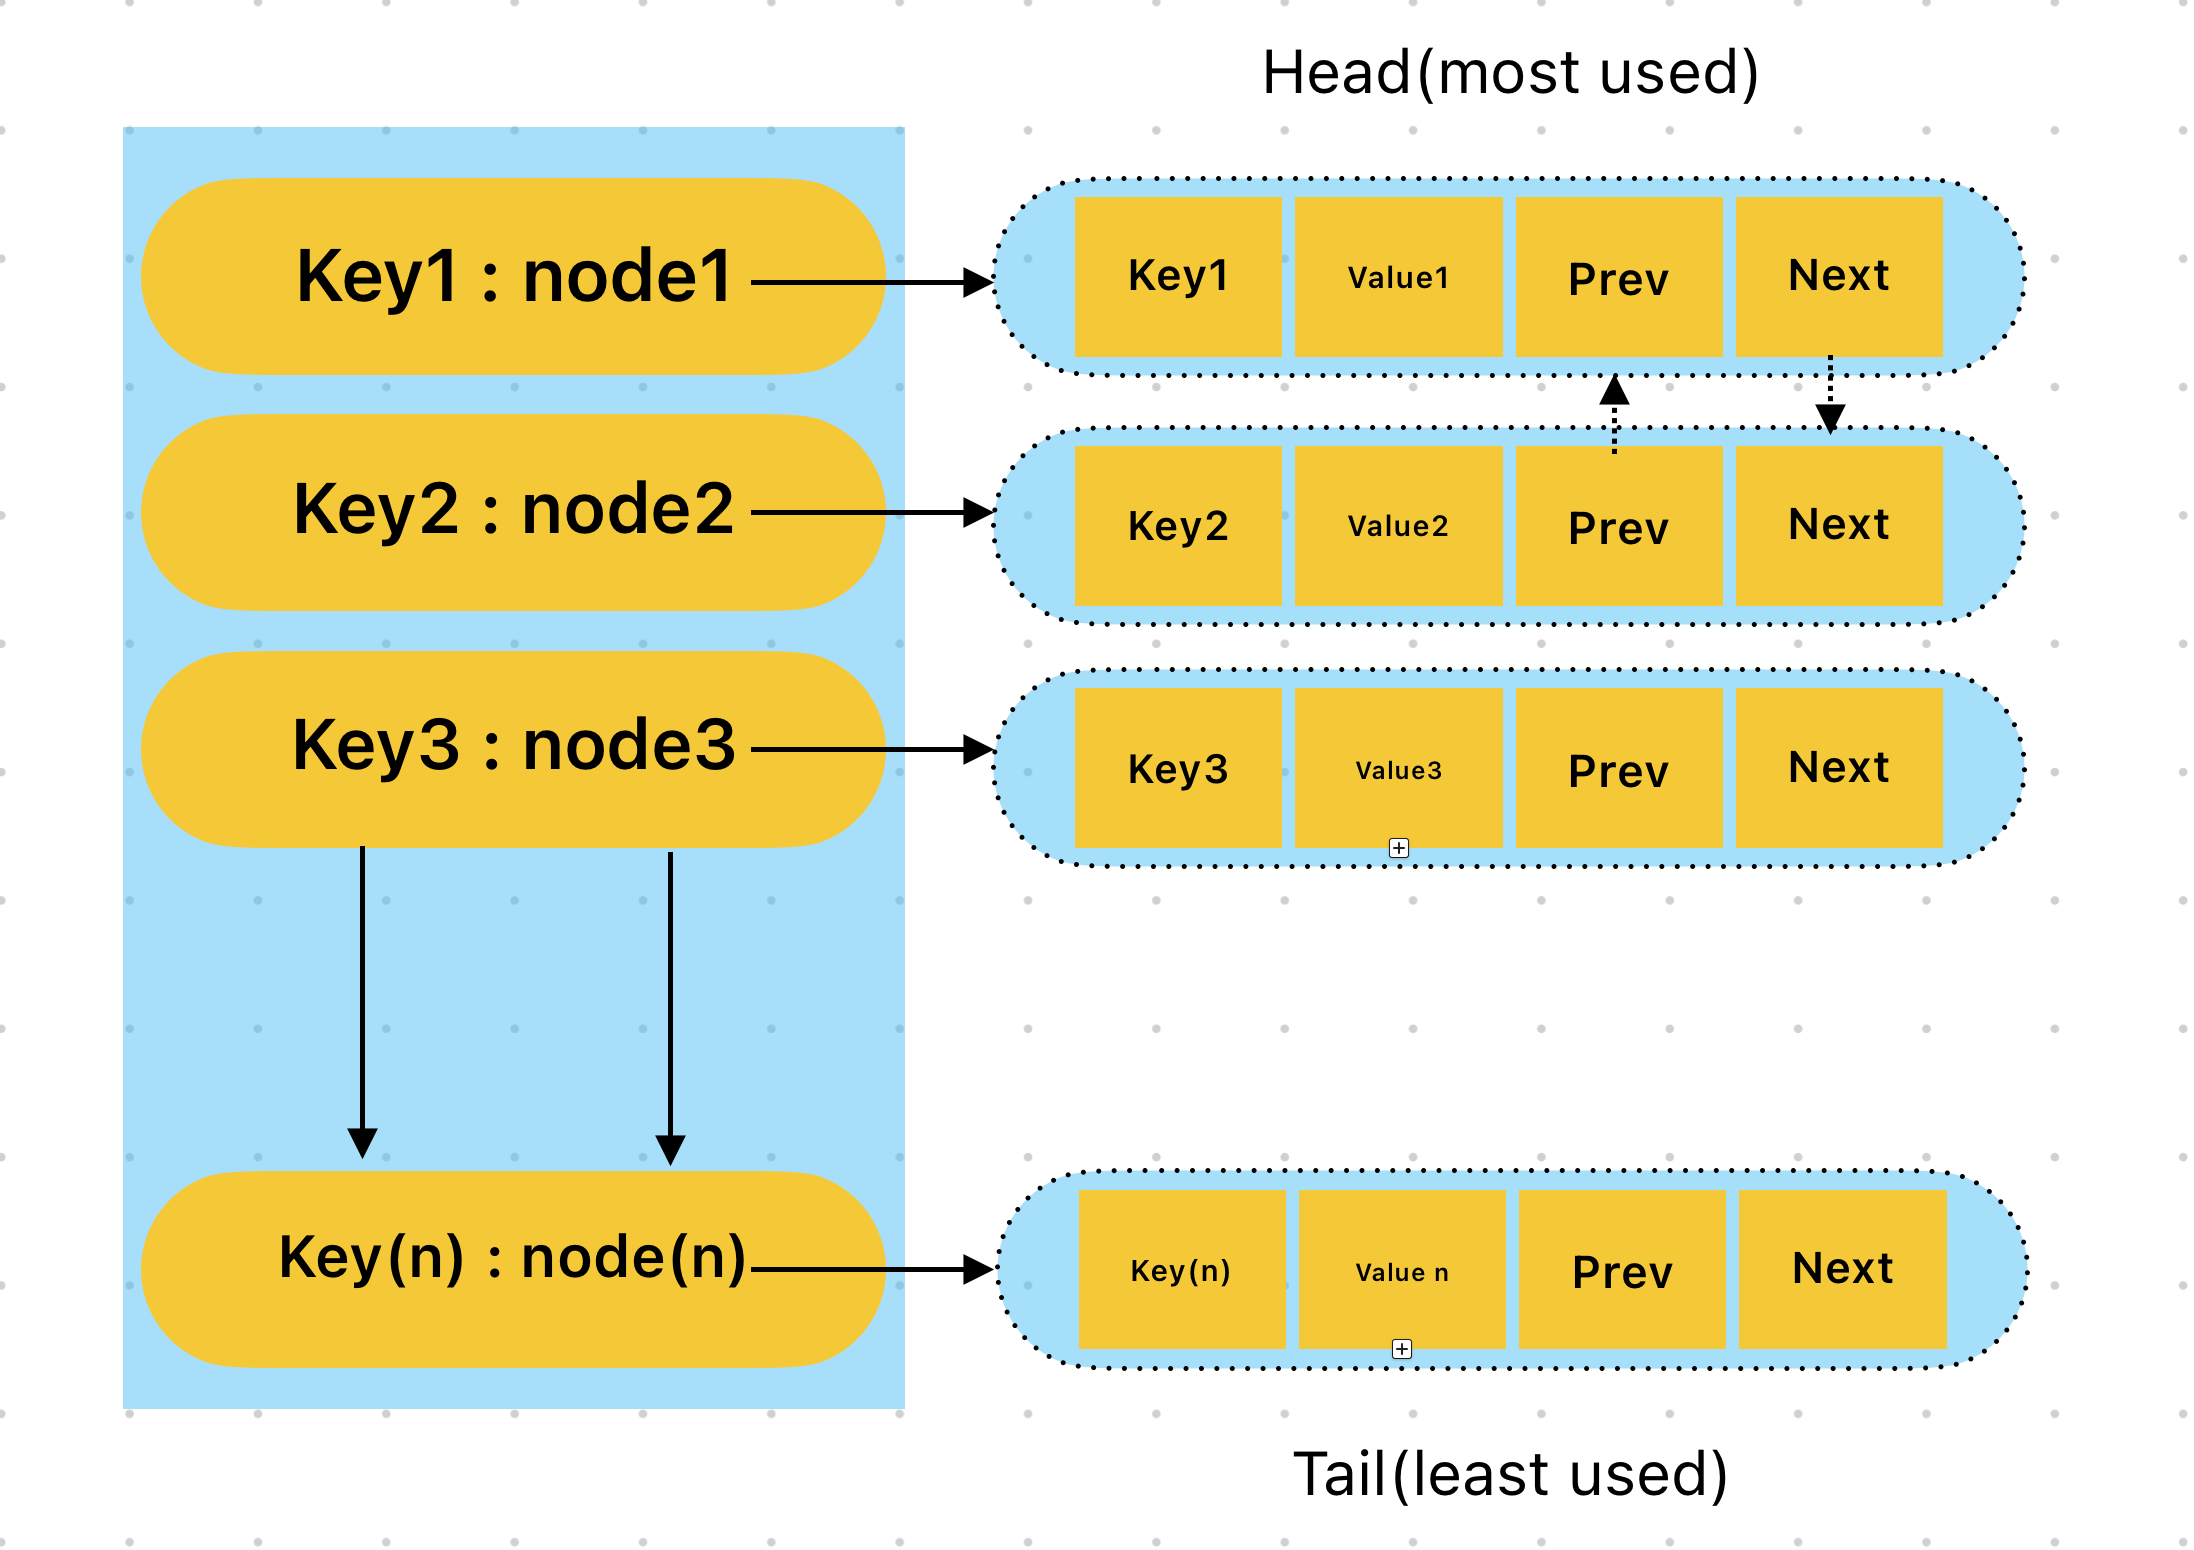 Head(most used)
Key1 : node1
Key1 Value1 Prev Next
Key2 : node2
Key2 Value2 Prev Next
Key3 : node3
Key3 Value3 Prev Next
Key(n) : node(n)
Key(n) Value n Prev Next
Tail(least used)